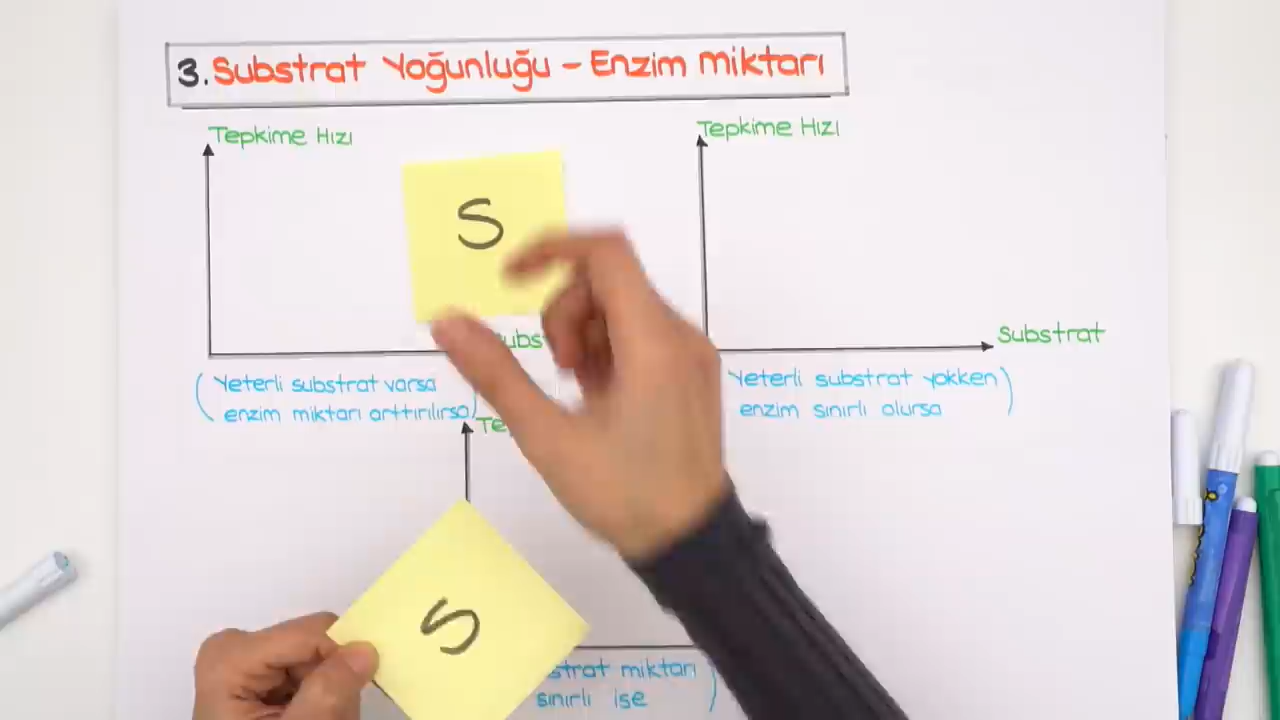 3. Substrat Yoğunluğu - Enzim miktarı
Tepkime Hızı
Tepkime Hızı
S
Substrat
(Yeterli substrat varsa
enzim miktarı arttırılırsa)
Yeterli substrat yokken)
enzim sınırlı olursa
S
miktarı
sınırlı ise